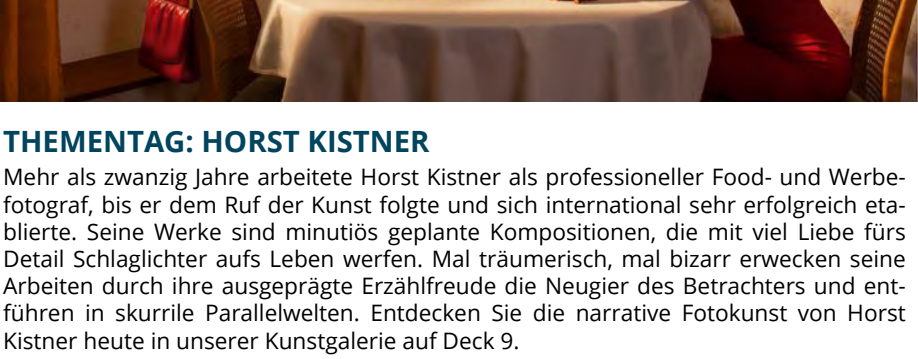 THEMENTAG: HORST KISTNER
Mehr als zwanzig Jahre arbeitete Horst Kistner als professioneller Food- und Werbe-
fotograf, bis er dem Ruf der Kunst folgte und sich international sehr erfolgreich eta-
blierte. Seine Werke sind minutiös geplante Kompositionen, die mit viel Liebe fürs
Detail Schlaglichter aufs Leben werfen. Mal träumerisch, mal bizarr erwecken seine
Arbeiten durch ihre ausgeprägte Erzählfreude die Neugier des Betrachters und ent-
führen in skurrile Parallelwelten. Entdecken Sie die narrative Fotokunst von Horst
Kistner heute in unserer Kunstgalerie auf Deck 9.